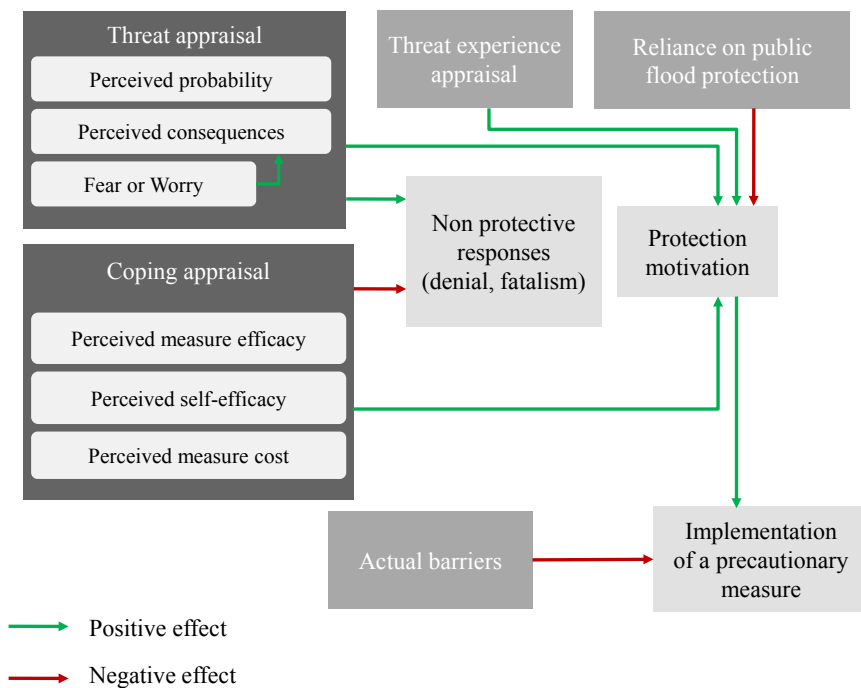 Threat appraisal
Perceived probability
Perceived consequences
Fear or Worry
Threat experience
appraisal
Reliance on public
flood protection
Non protective
responses
(denial, fatalism)
Protection
motivation
Coping appraisal
Perceived measure efficacy
Perceived self-efficacy
Perceived measure cost
Actual barriers
Implementation
of a precautionary
measure
Positive effect
Negative effect